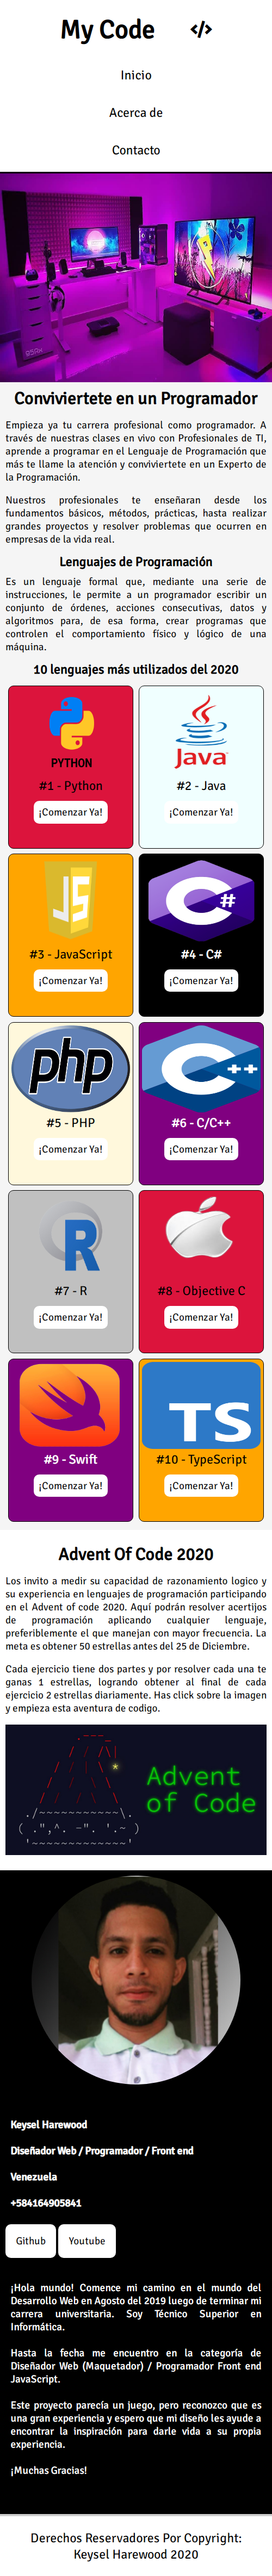 My Code </>
Inicio
Acerca de
Contacto
Conviviertete en un Programador
Empieza ya tu carrera profesional como programador. A
través de nuestras clases en vivo con Profesionales de TI,
aprende a programar en el Lenguaje de Programación que
más te llame la atención y conviviertete en un Experto de
la Programación.
Nuestros profesionales te enseñaran desde los
fundamentos básicos, métodos, prácticas, hasta realizar
grandes proyectos y resolver problemas que ocurren en
empresas de la vida real.
Lenguajes de Programación
Es un lenguaje formal que, mediante una serie de
instrucciones, le permite a un programador escribir un
conjunto de órdenes, acciones consecutivas, datos y
algoritmos para, de esa forma, crear programas que
controlen el comportamiento físico y lógico de una
máquina.
10 lenguajes más utilizados del 2020
PYTHON
#1 - Python
¡Comenzar Ya!
Java
#2 - Java
¡Comenzar Ya!
JS
#3 - JavaScript
¡Comenzar Ya!
C#
#4 - C#
¡Comenzar Ya!
php
#5 - PHP
¡Comenzar Ya!
C++
#6 - C/C++
¡Comenzar Ya!
R
#7 - R
¡Comenzar Ya!
#8 - Objective C
¡Comenzar Ya!
#9 - Swift
¡Comenzar Ya!
TS
#10 - TypeScript
¡Comenzar Ya!
Advent Of Code 2020
Los invito a medir su capacidad de razonamiento logico y
su experiencia en lenguajes de programación participando
en el Advent of code 2020. Aquí podrán resolver acertijos
de programación aplicando cualquier lenguaje,
preferiblemente el que manejan con mayor frecuencia. La
meta es obtener 50 estrellas antes del 25 de Diciembre.
Cada ejercicio tiene dos partes y por resolver cada una te
ganas 1 estrellas, logrando obtener al final de cada
ejercicio 2 estrellas diariamente. Has click sobre la imagen
y empieza esta aventura de codigo.
Advent
of Code
Keysel Harewood
Diseñador Web / Programador / Front end
Venezuela
+584164905841
Github
Youtube
¡Hola mundo! Comence mi camino en el mundo del
Desarrollo Web en Agosto del 2019 luego de terminar mi
carrera universitaria. Soy Técnico Superior en
Informática.
Hasta la fecha me encuentro en la categoría de
Diseñador Web (Maquetador) / Programador Front end
JavaScript.
Este proyecto parecía un juego, pero reconozco que es
una gran experiencia y espero que mi diseño les ayude a
encontrar la inspiración para darle vida a su propia
experiencia.
¡Muchas Gracias!
Derechos Reservadores Por Copyright:
Keysel Harewood 2020